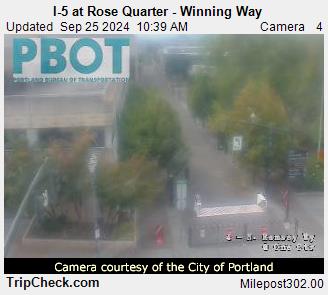 I-5 at Rose Quarter - Winning Way
Updated Sep 25 2024 10:39 AM Camera 4
PBOT
PORTLAND BUREAU OF TRANSPORTATION
Camera courtesy of the City of Portland
TripCheck.com Milepost302.00